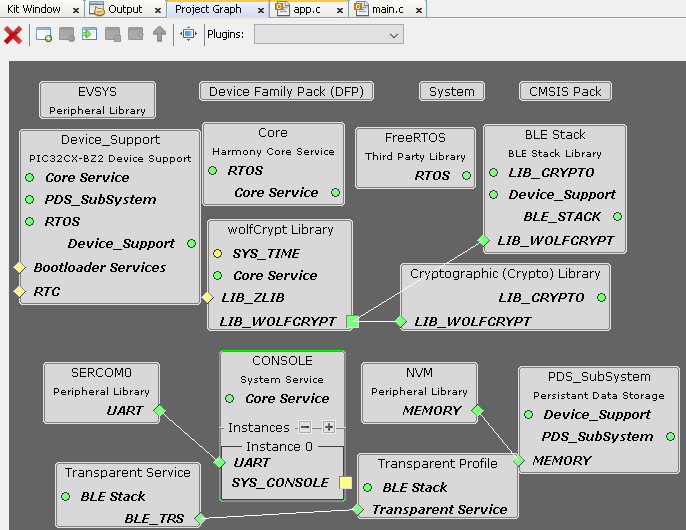 Kit Window
Output
Project Graph
app.c
main.c
Plugins:
EVSYS
Peripheral Library
Device Family Pack (DFP)
System
CMSIS Pack
Device_Support
PIC32CX-BZ2 Device Support
Core Service
PDS_SubSystem
RTOS
Device_Support
Bootloader Services
RTC
Core
Harmony Core Service
RTOS
Core Service
FreeRTOS
Third Party Library
RTOS
BLE Stack
BLE Stack Library
LIB_CRYPTO
Device_Support
BLE_STACK
LIB_WOLFCRYPT
wolfCrypt Library
SYS_TIME
Core Service
LIB_ZLIB
LIB_WOLFCRYPT
Cryptographic (Crypto) Library
LIB_CRYPTO
LIB_WOLFCRYPT
SERCOM0
Peripheral Library
UART
CONSOLE
System Service
Core Service
Instances
Instance 0
UART
SYS_CONSOLE
NVM
Peripheral Library
MEMORY
PDS_SubSystem
Persistant Data Storage
Device_Support
PDS_SubSystem
MEMORY
Transparent Service
BLE Stack
BLE_TRS
Transparent Profile
BLE Stack
Transparent Service